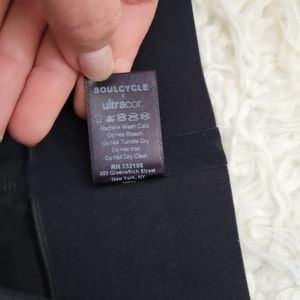 SOULCYCLE
x
ultracor.
Machine Wash Cold
Do Not Bleach
Do Not Tumble Dry
Do Not Iron
Do Not Dry Clean
RN 152196
609 Greenwich Street
New York, NY